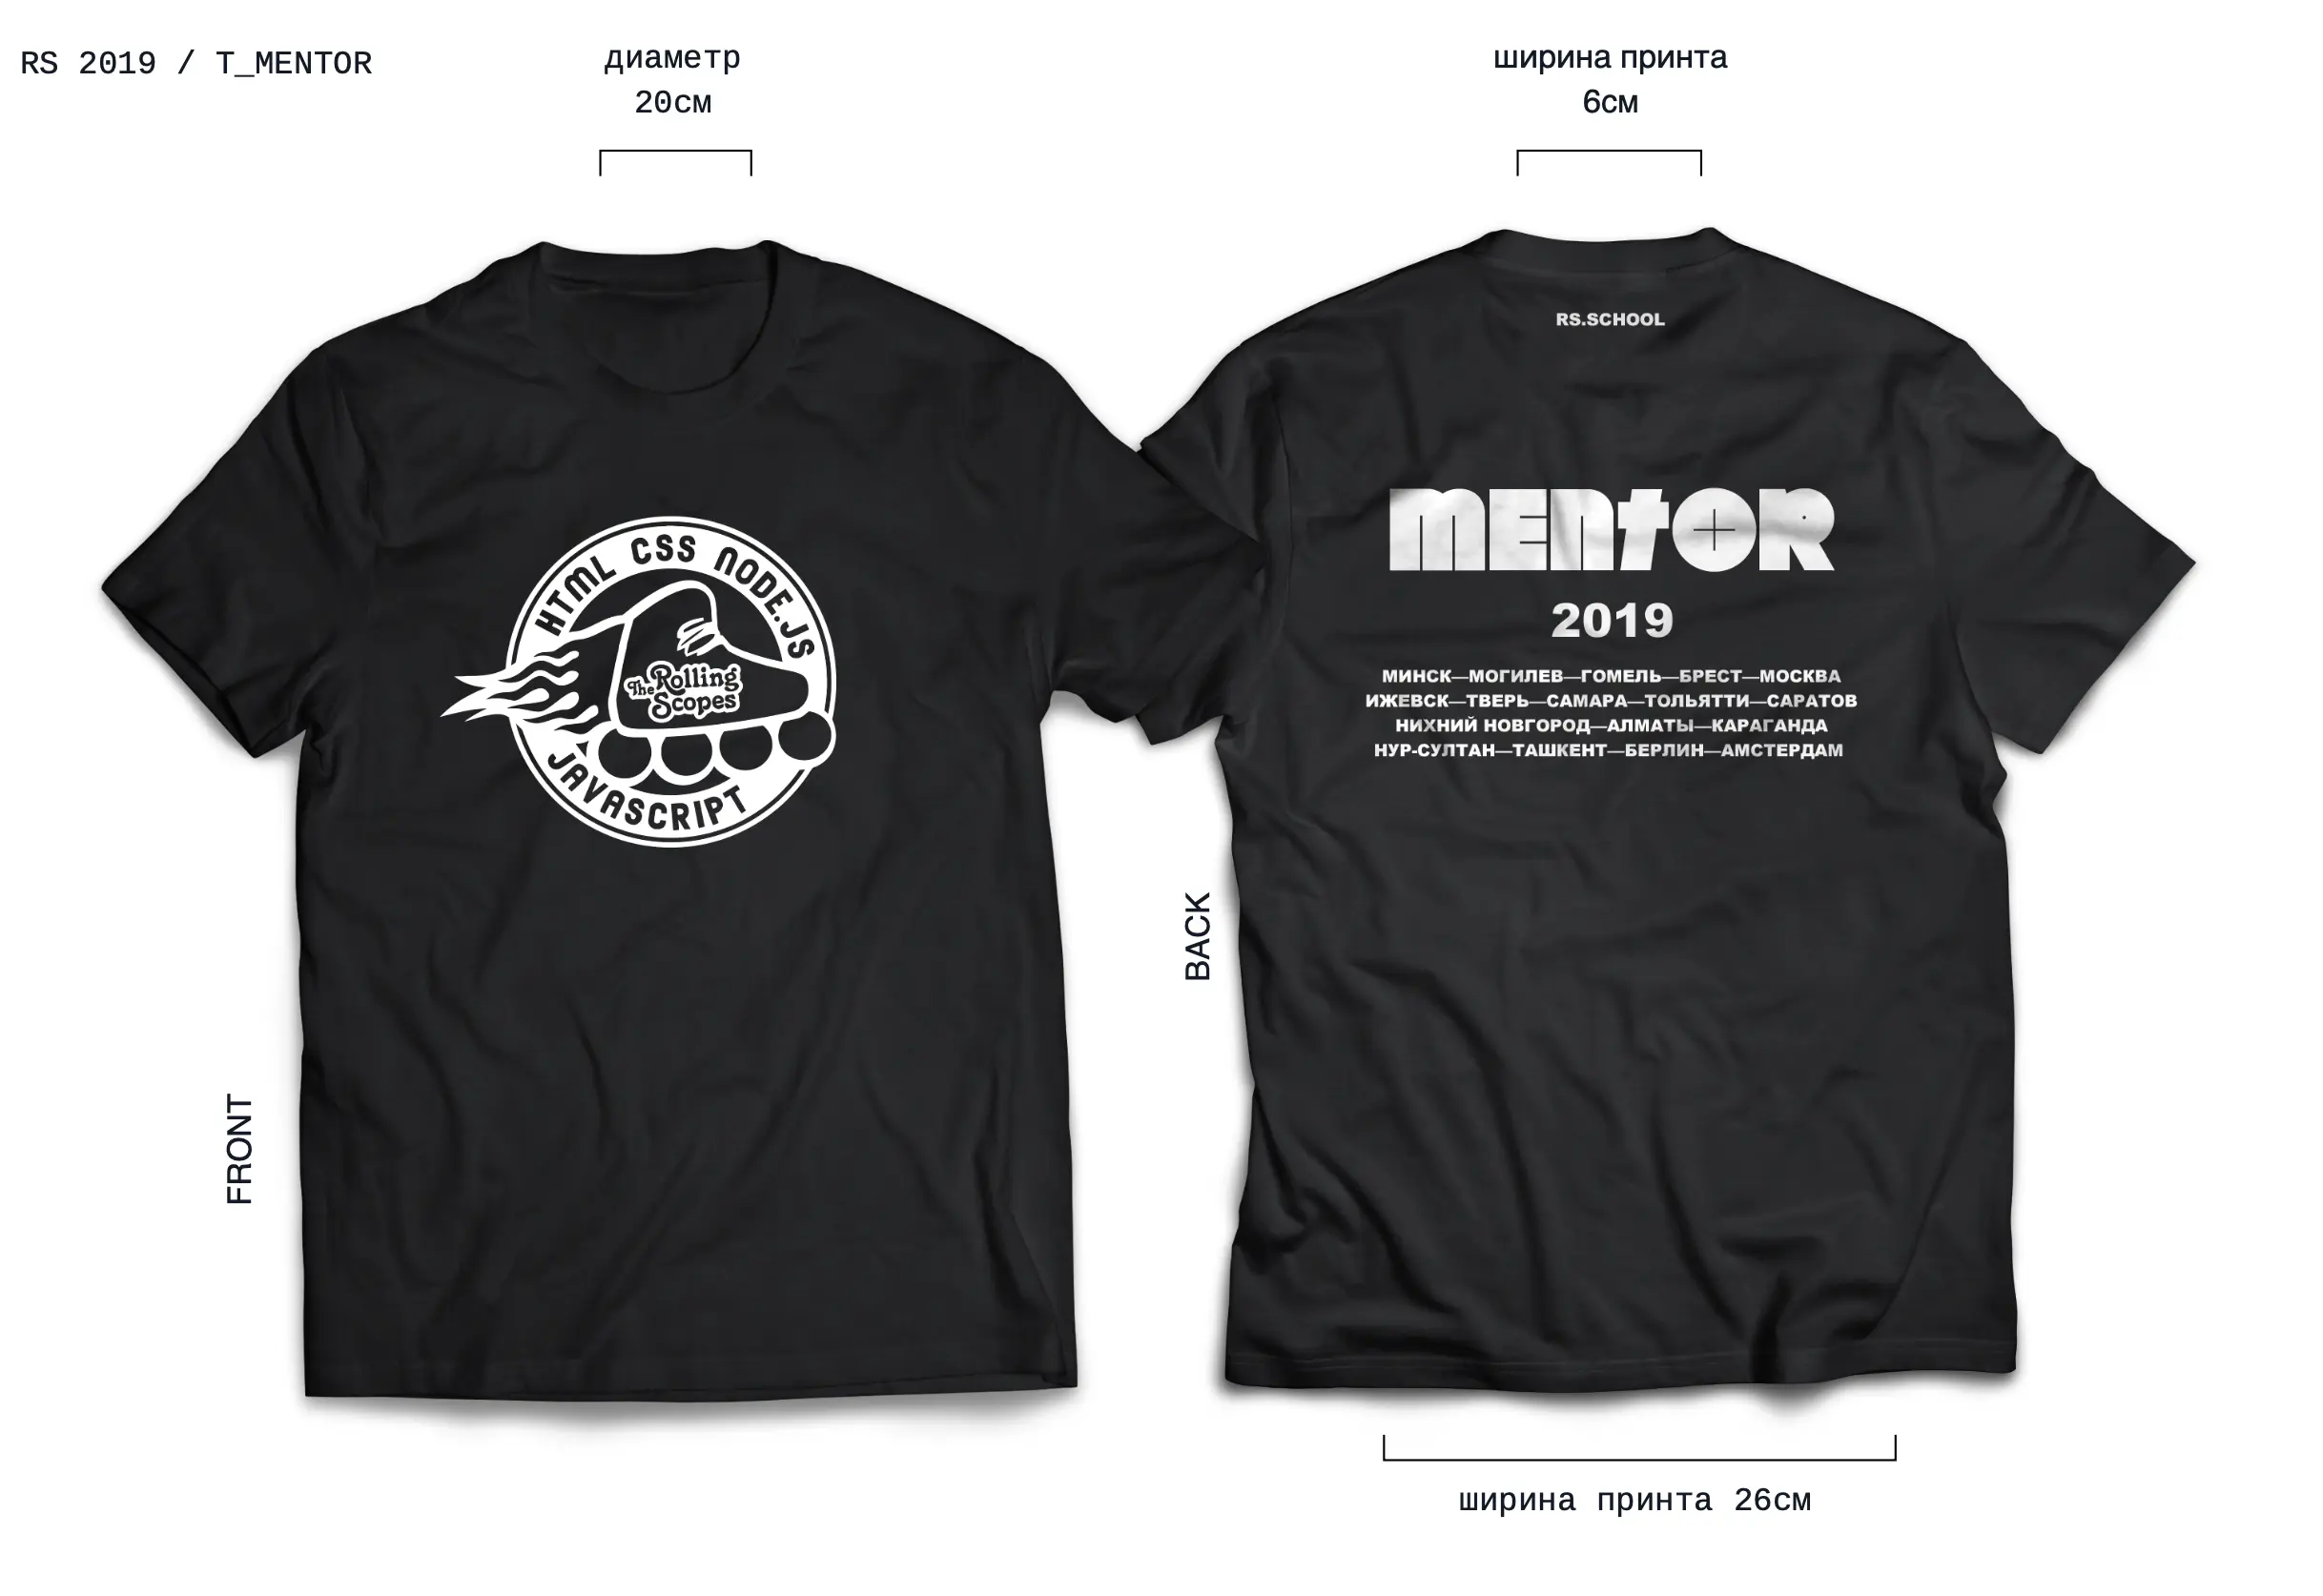 RS 2019 / T_MENTOR
диаметр
20см
ширина принта
6см
HTML CSS NODE.JS
The Rolling
Scopes
JAVASCRIPT
FRONT
RS.SCHOOL
MENTOR
2019
МИНСК—МОГИЛЕВ—ГОМЕЛЬ—БРЕСТ—МОСКВА
ИЖЕВСК—ТВЕРЬ—САМАРА—ТОЛЬЯТТИ—САРАТОВ
НИХНИЙ НОВГОРОД—АЛМАТЫ—КАРАГАНДА
НУР-СУЛТАН—ТАШКЕНТ—БЕРЛИН—АМСТЕРДАМ
BACK
ширина принта 26см